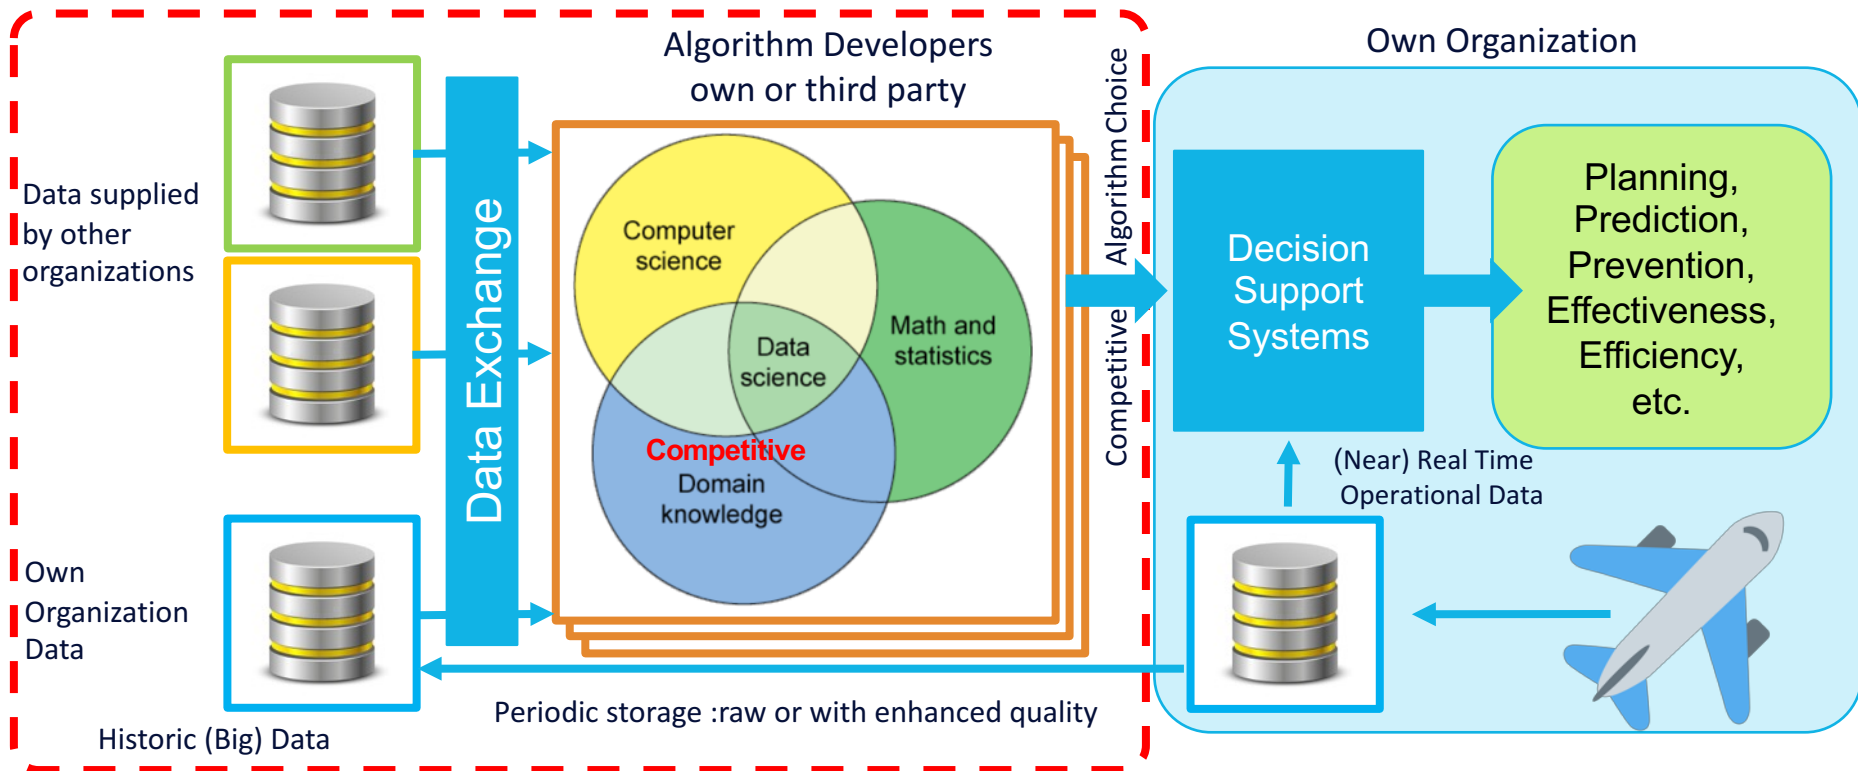 Algorithm Developers
own or third party
Own Organization
Data supplied
by other
organizations
Data Exchange
Computer
science
Math and
statistics
Data
science
Competitive
Domain
knowledge
Competitive Algorithm Choice
Decision
Support
Systems
Planning,
Prediction,
Prevention,
Effectiveness,
Efficiency,
etc.
(Near) Real Time
Operational Data
Own
Organization
Data
Periodic storage :raw or with enhanced quality
Historic (Big) Data